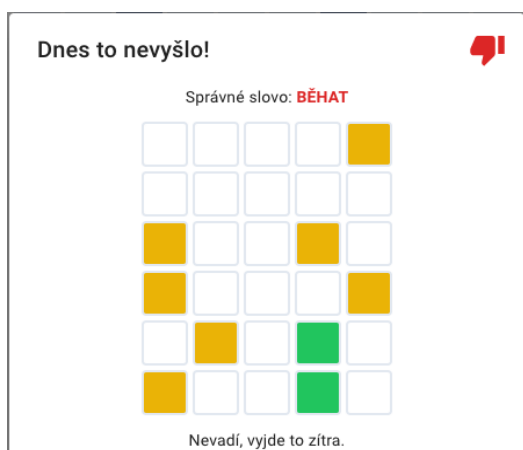 Dnes to nevyšlo!
Správné slovo: BĚHAT
Nevadí, vyjde to zítra.